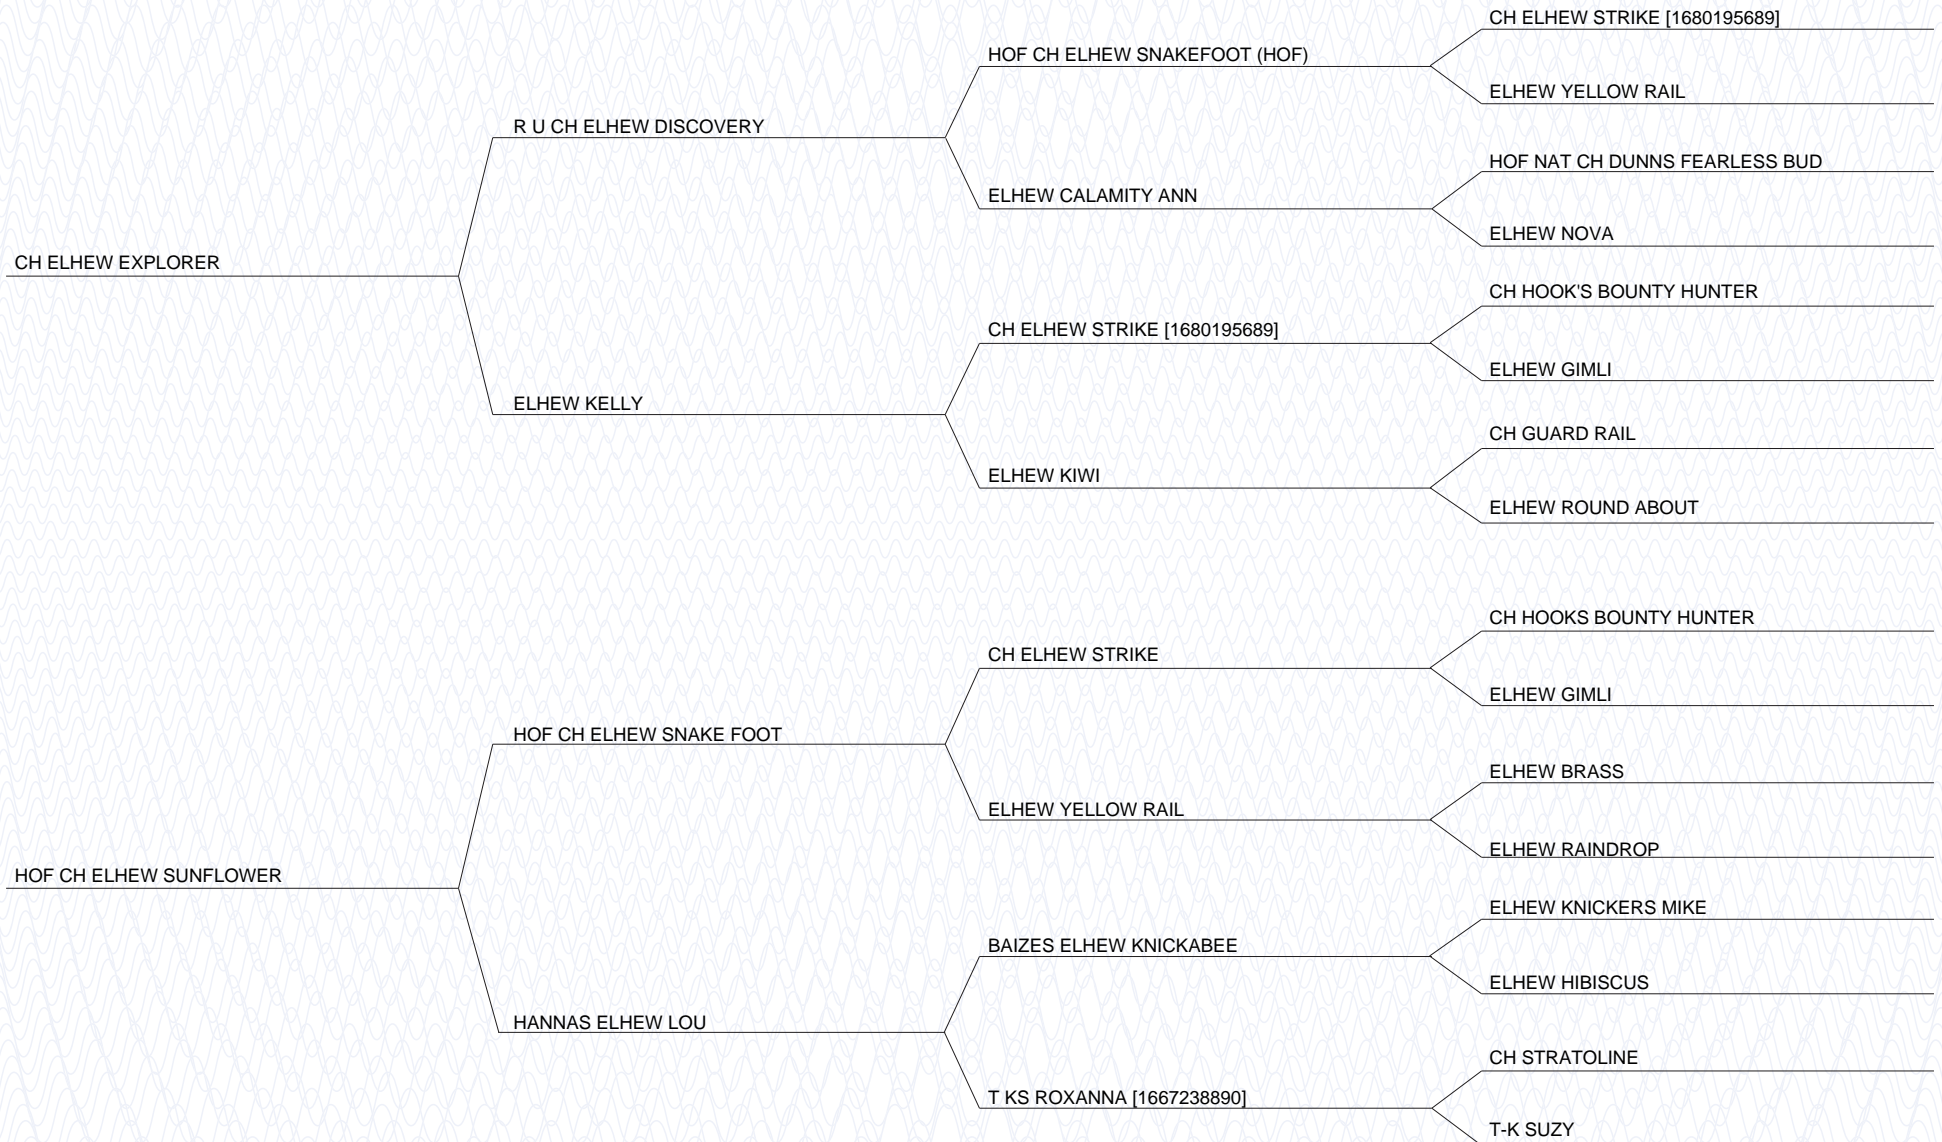 CH ELHEW STRIKE [1680195689]
HOF CH ELHEW SNAKEFOOT (HOF)
ELHEW YELLOW RAIL
R U CH ELHEW DISCOVERY
HOF NAT CH DUNNS FEARLESS BUD
ELHEW CALAMITY ANN
ELHEW NOVA
CH ELHEW EXPLORER
CH HOOK'S BOUNTY HUNTER
CH ELHEW STRIKE [1680195689]
ELHEW GIMLI
ELHEW KELLY
CH GUARD RAIL
ELHEW KIWI
ELHEW ROUND ABOUT
CH HOOKS BOUNTY HUNTER
CH ELHEW STRIKE
ELHEW GIMLI
HOF CH ELHEW SNAKE FOOT
ELHEW BRASS
ELHEW YELLOW RAIL
ELHEW RAINDROP
HOF CH ELHEW SUNFLOWER
ELHEW KNICKERS MIKE
BAIZES ELHEW KNICKABEE
ELHEW HIBISCUS
HANNAS ELHEW LOU
CH STRATOLINE
T KS ROXANNA [1667238890]
T-K SUZY